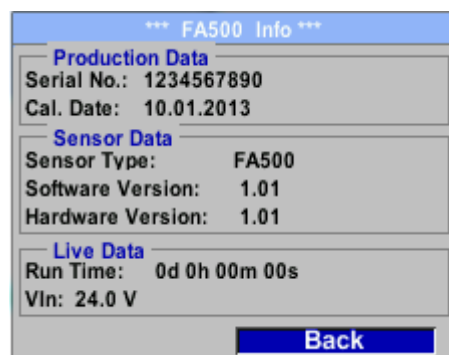 *** FA500 Info ***
Production Data
Serial No.: 1234567890
Cal. Date: 10.01.2013
Sensor Data
Sensor Type: FA500
Software Version: 1.01
Hardware Version: 1.01
Live Data
Run Time: 0d 0h 00m 00s
VIn: 24.0 V
Back